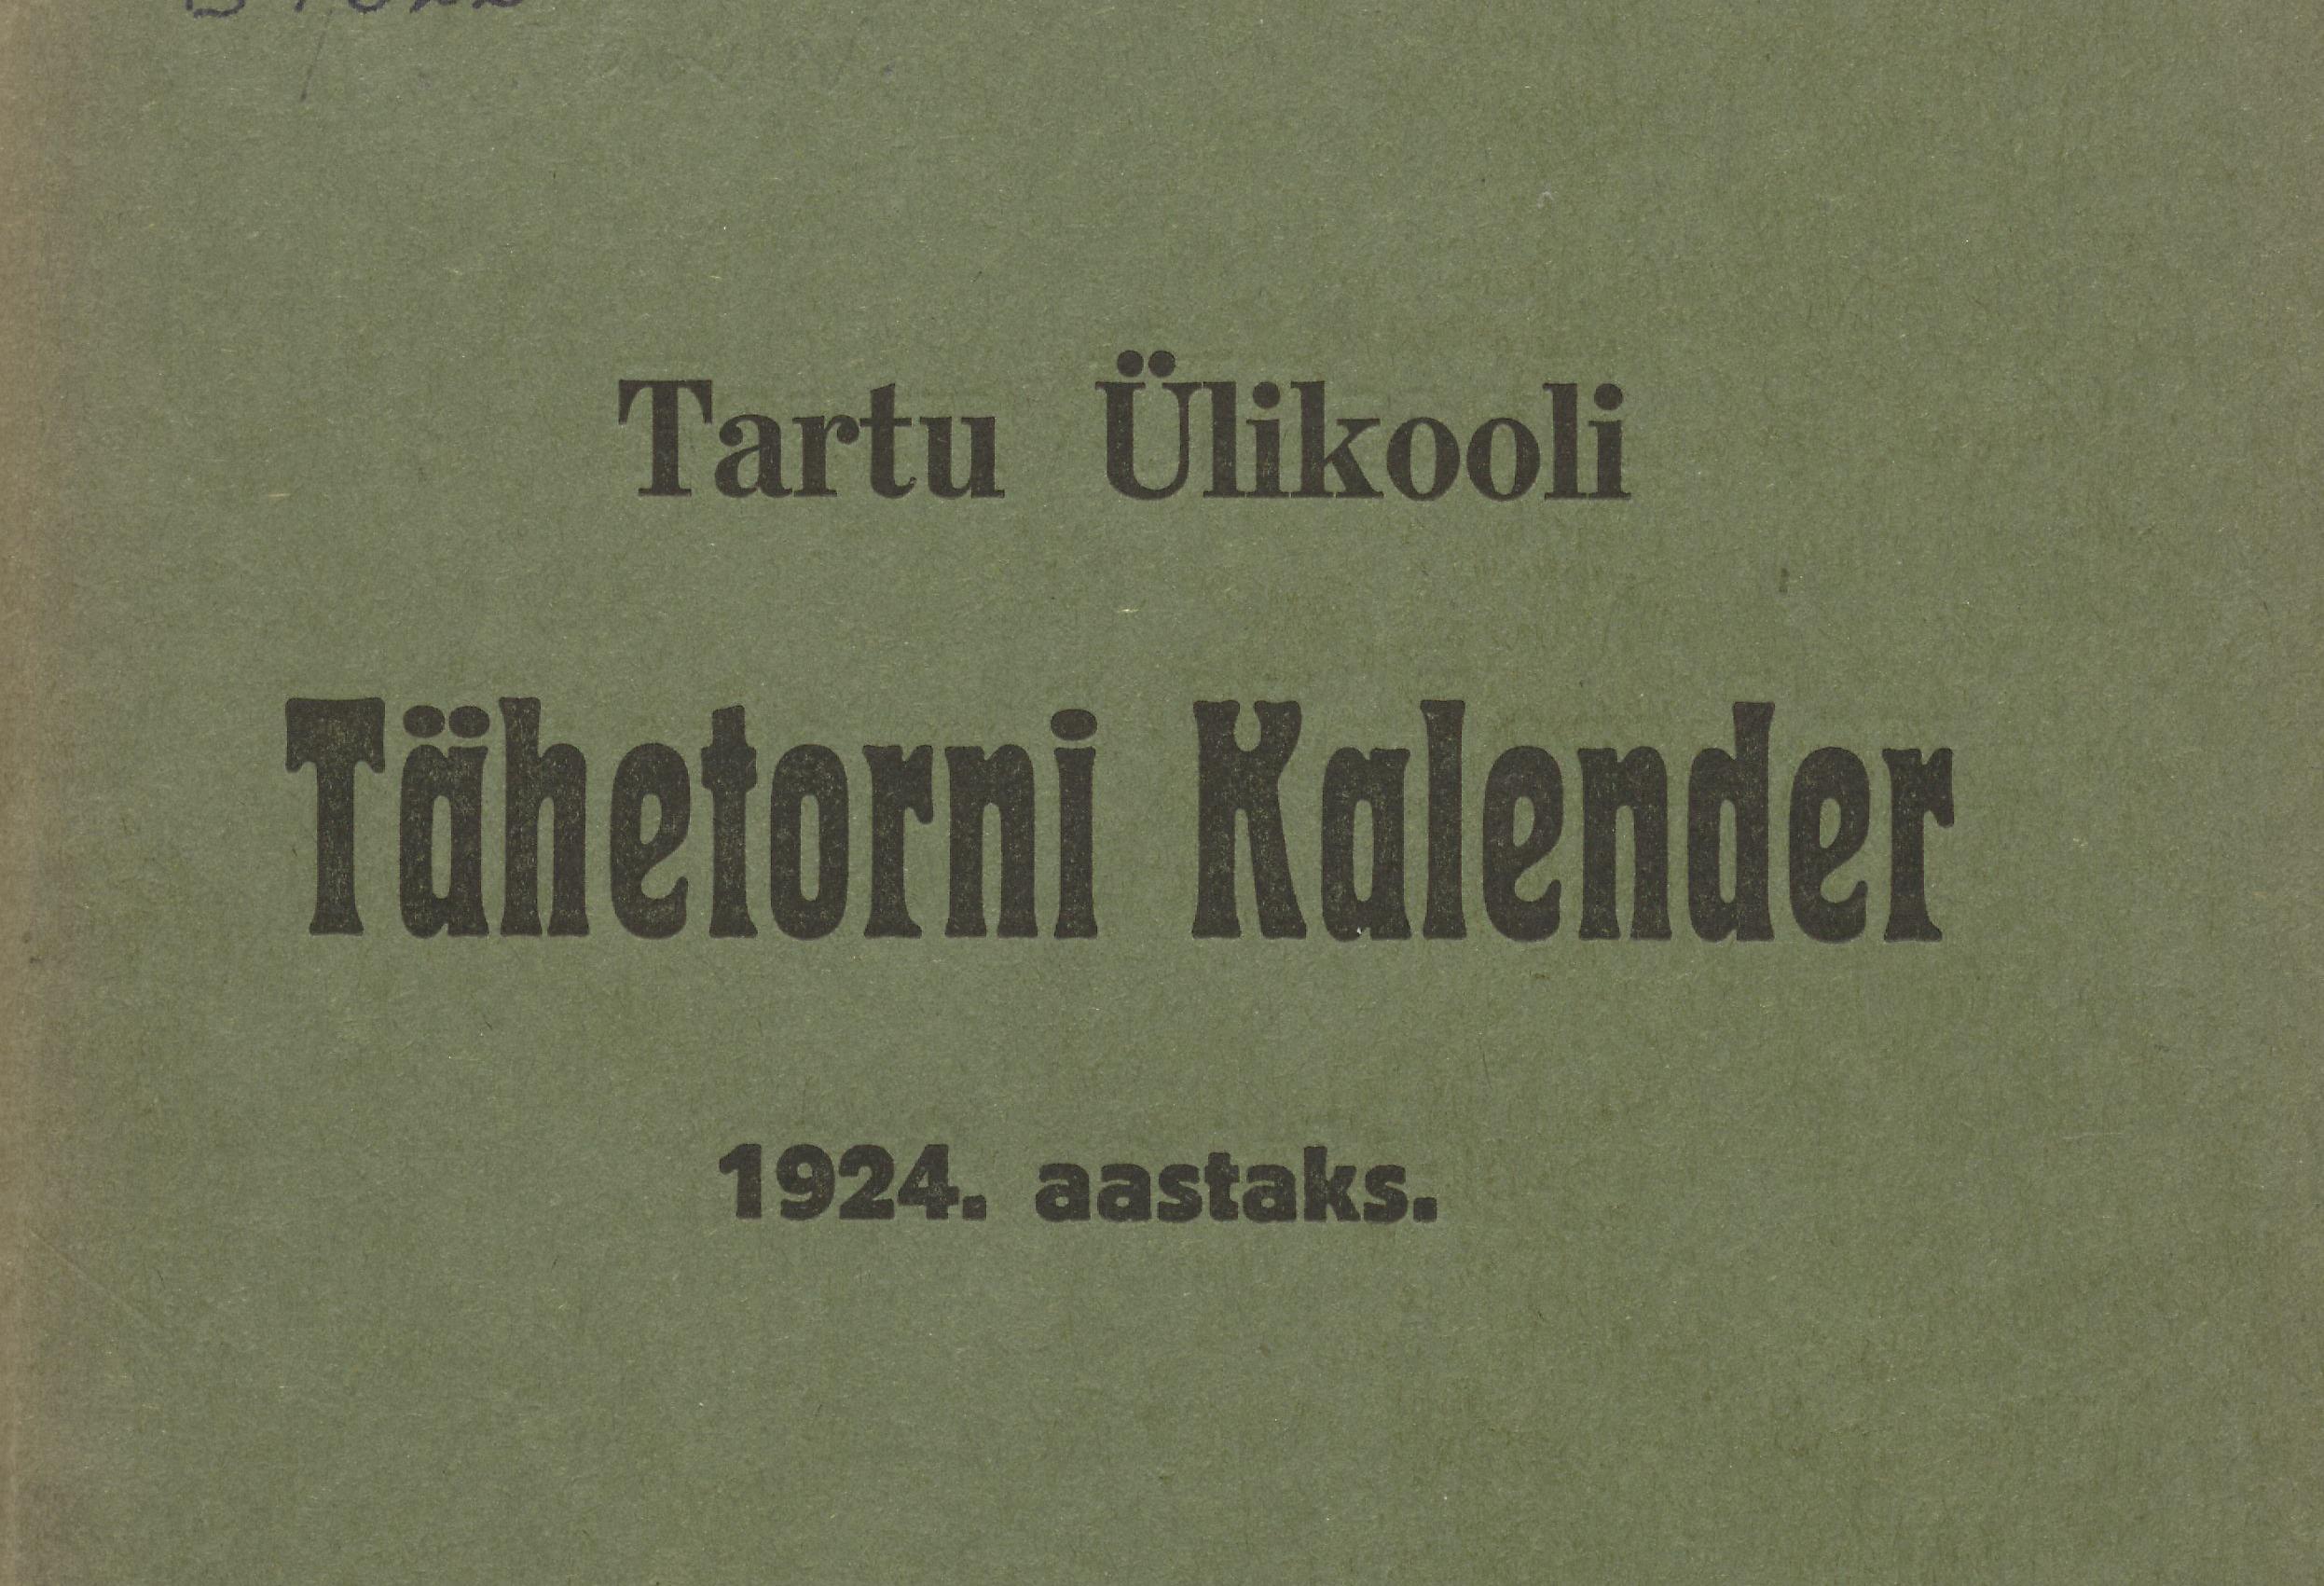 Tartu Ülikooli
Tähetorni Kalender
1924. aastaks.